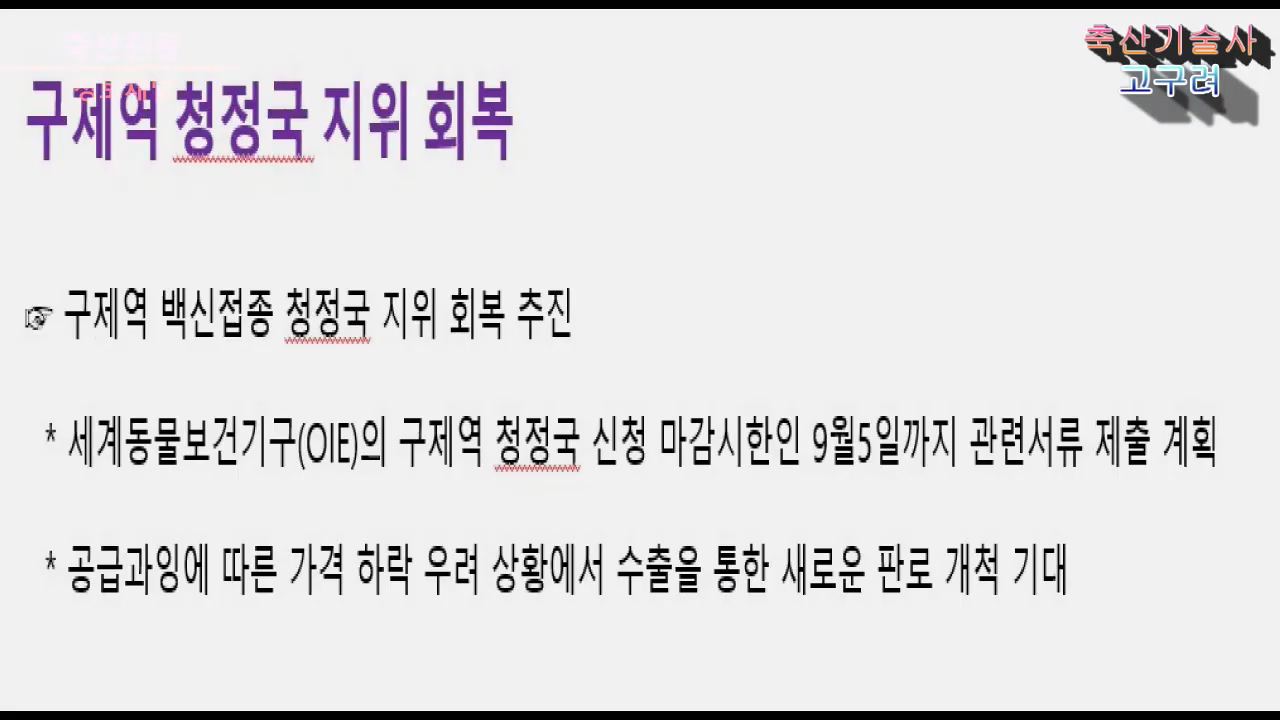 축산기술사
고구려
구제역 청정국 지위 회복
☞ 구제역 백신접종 청정국 지위 회복 추진
* 세계동물보건기구(OIE)의 구제역 청정국 신청 마감시한인 9월5일까지 관련서류 제출 계획
* 공급과잉에 따른 가격 하락 우려 상황에서 수출을 통한 새로운 판로 개척 기대